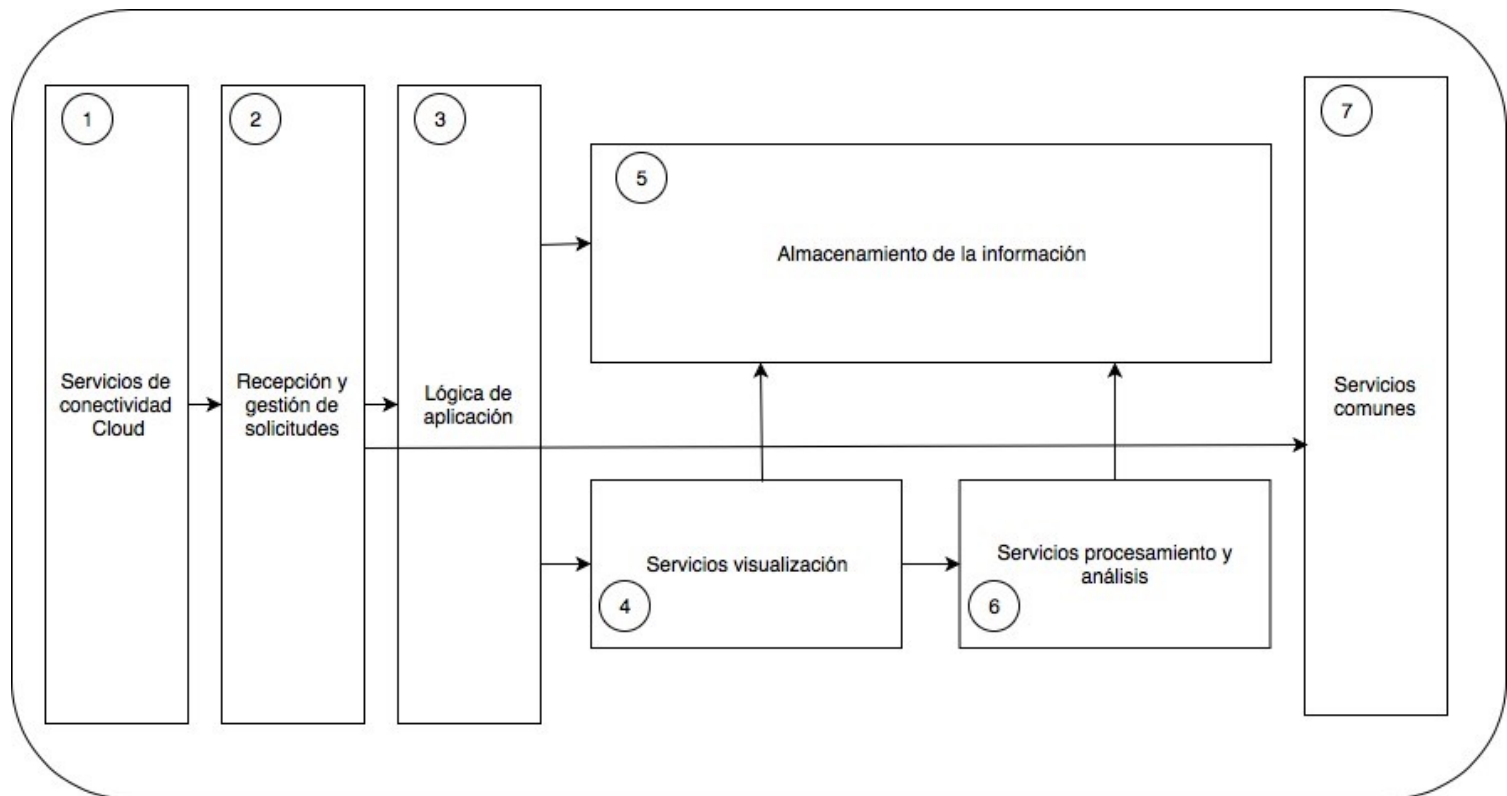 1
Servicios de
conectividad
Cloud
2
Recepción y
gestión de
solicitudes
3
Lógica de
aplicación
5
Almacenamiento de la información
Servicios visualización
4
Servicios procesamiento y
análisis
6
7
Servicios
comunes